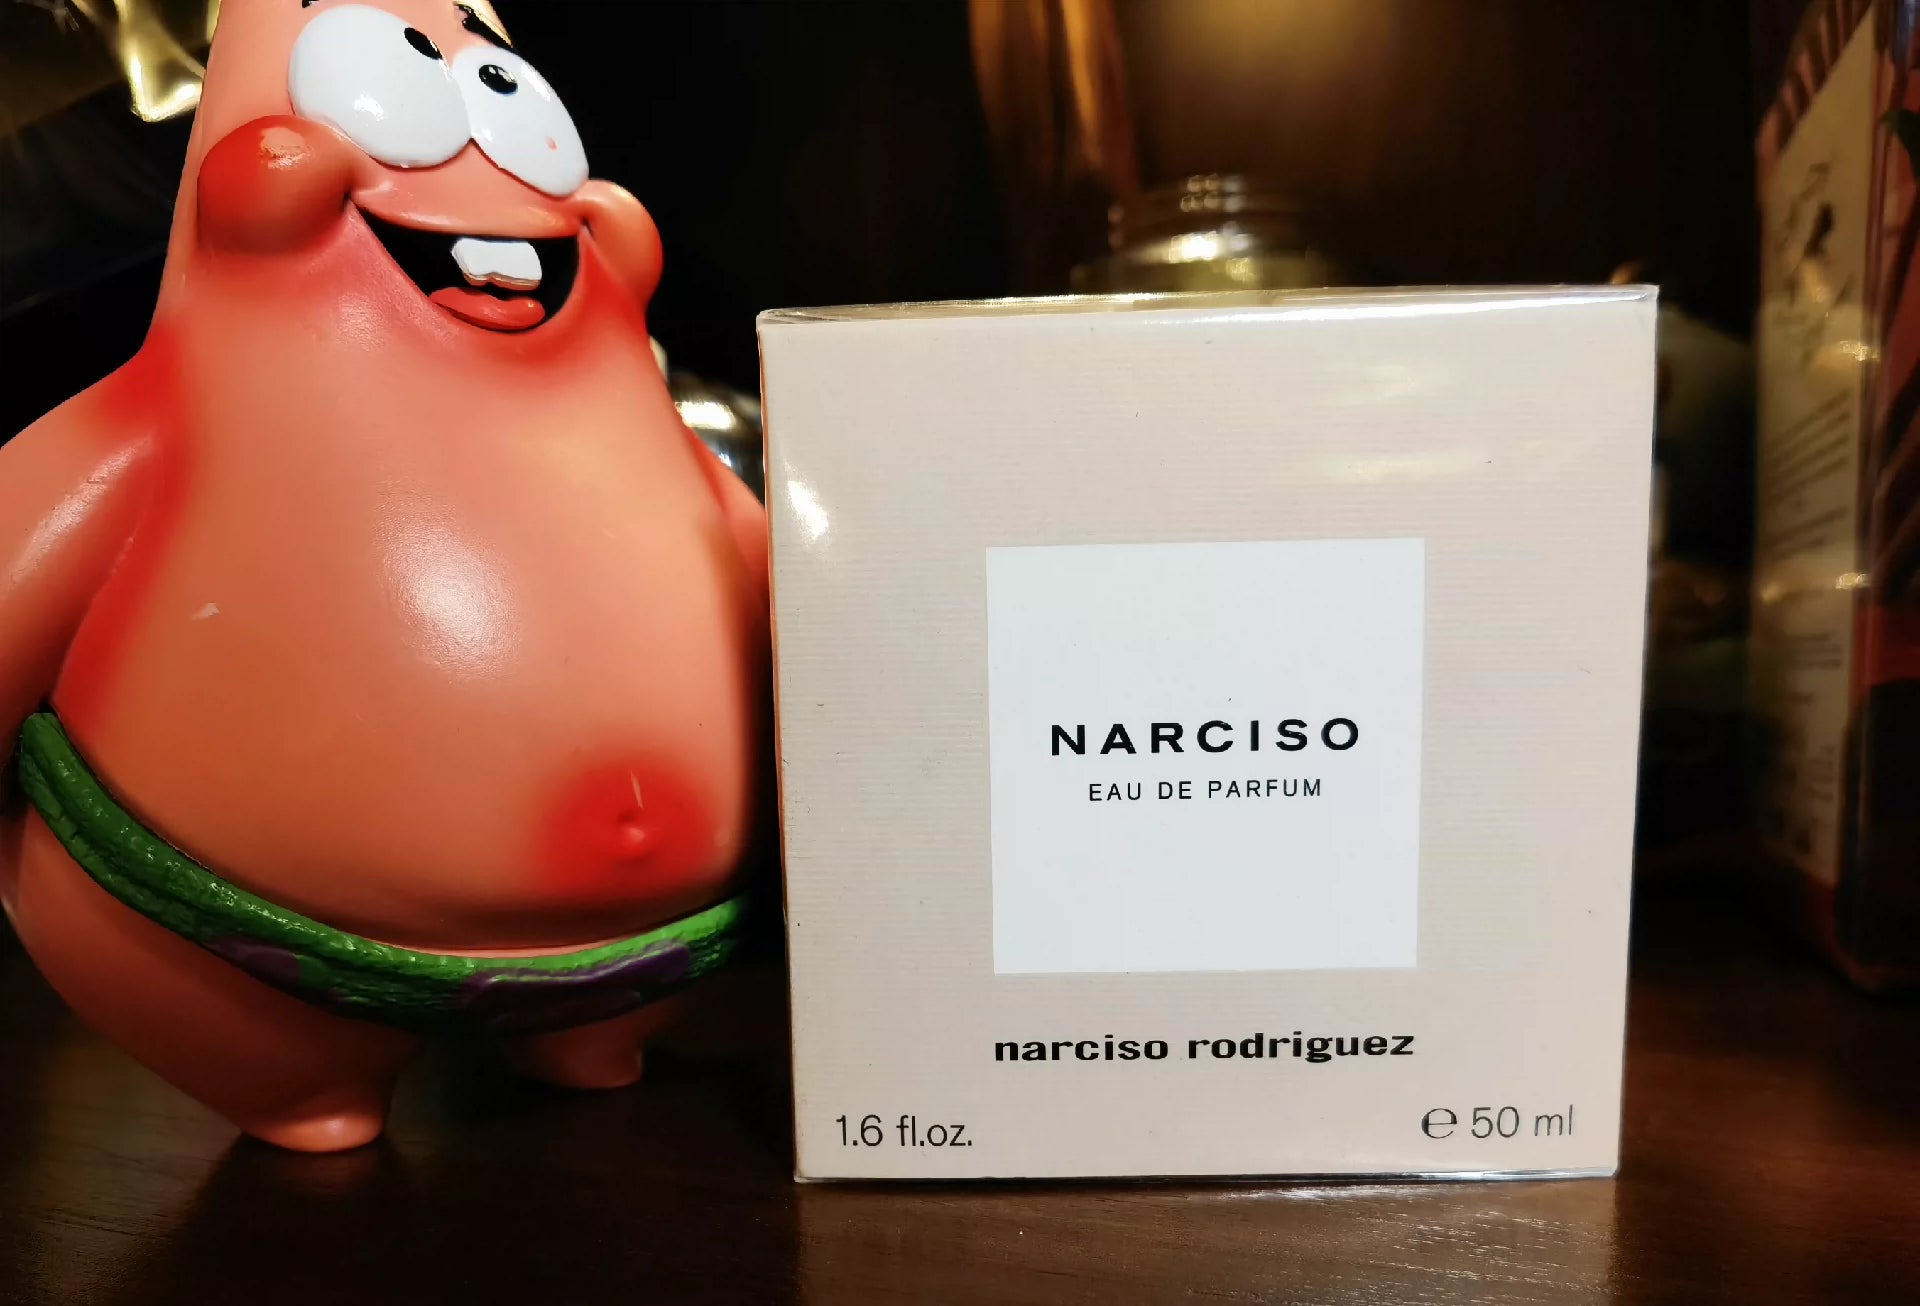 NARCISO
EAU DE PARFUM
narciso rodriguez
1.6 fl.oz.
℮ 50 ml